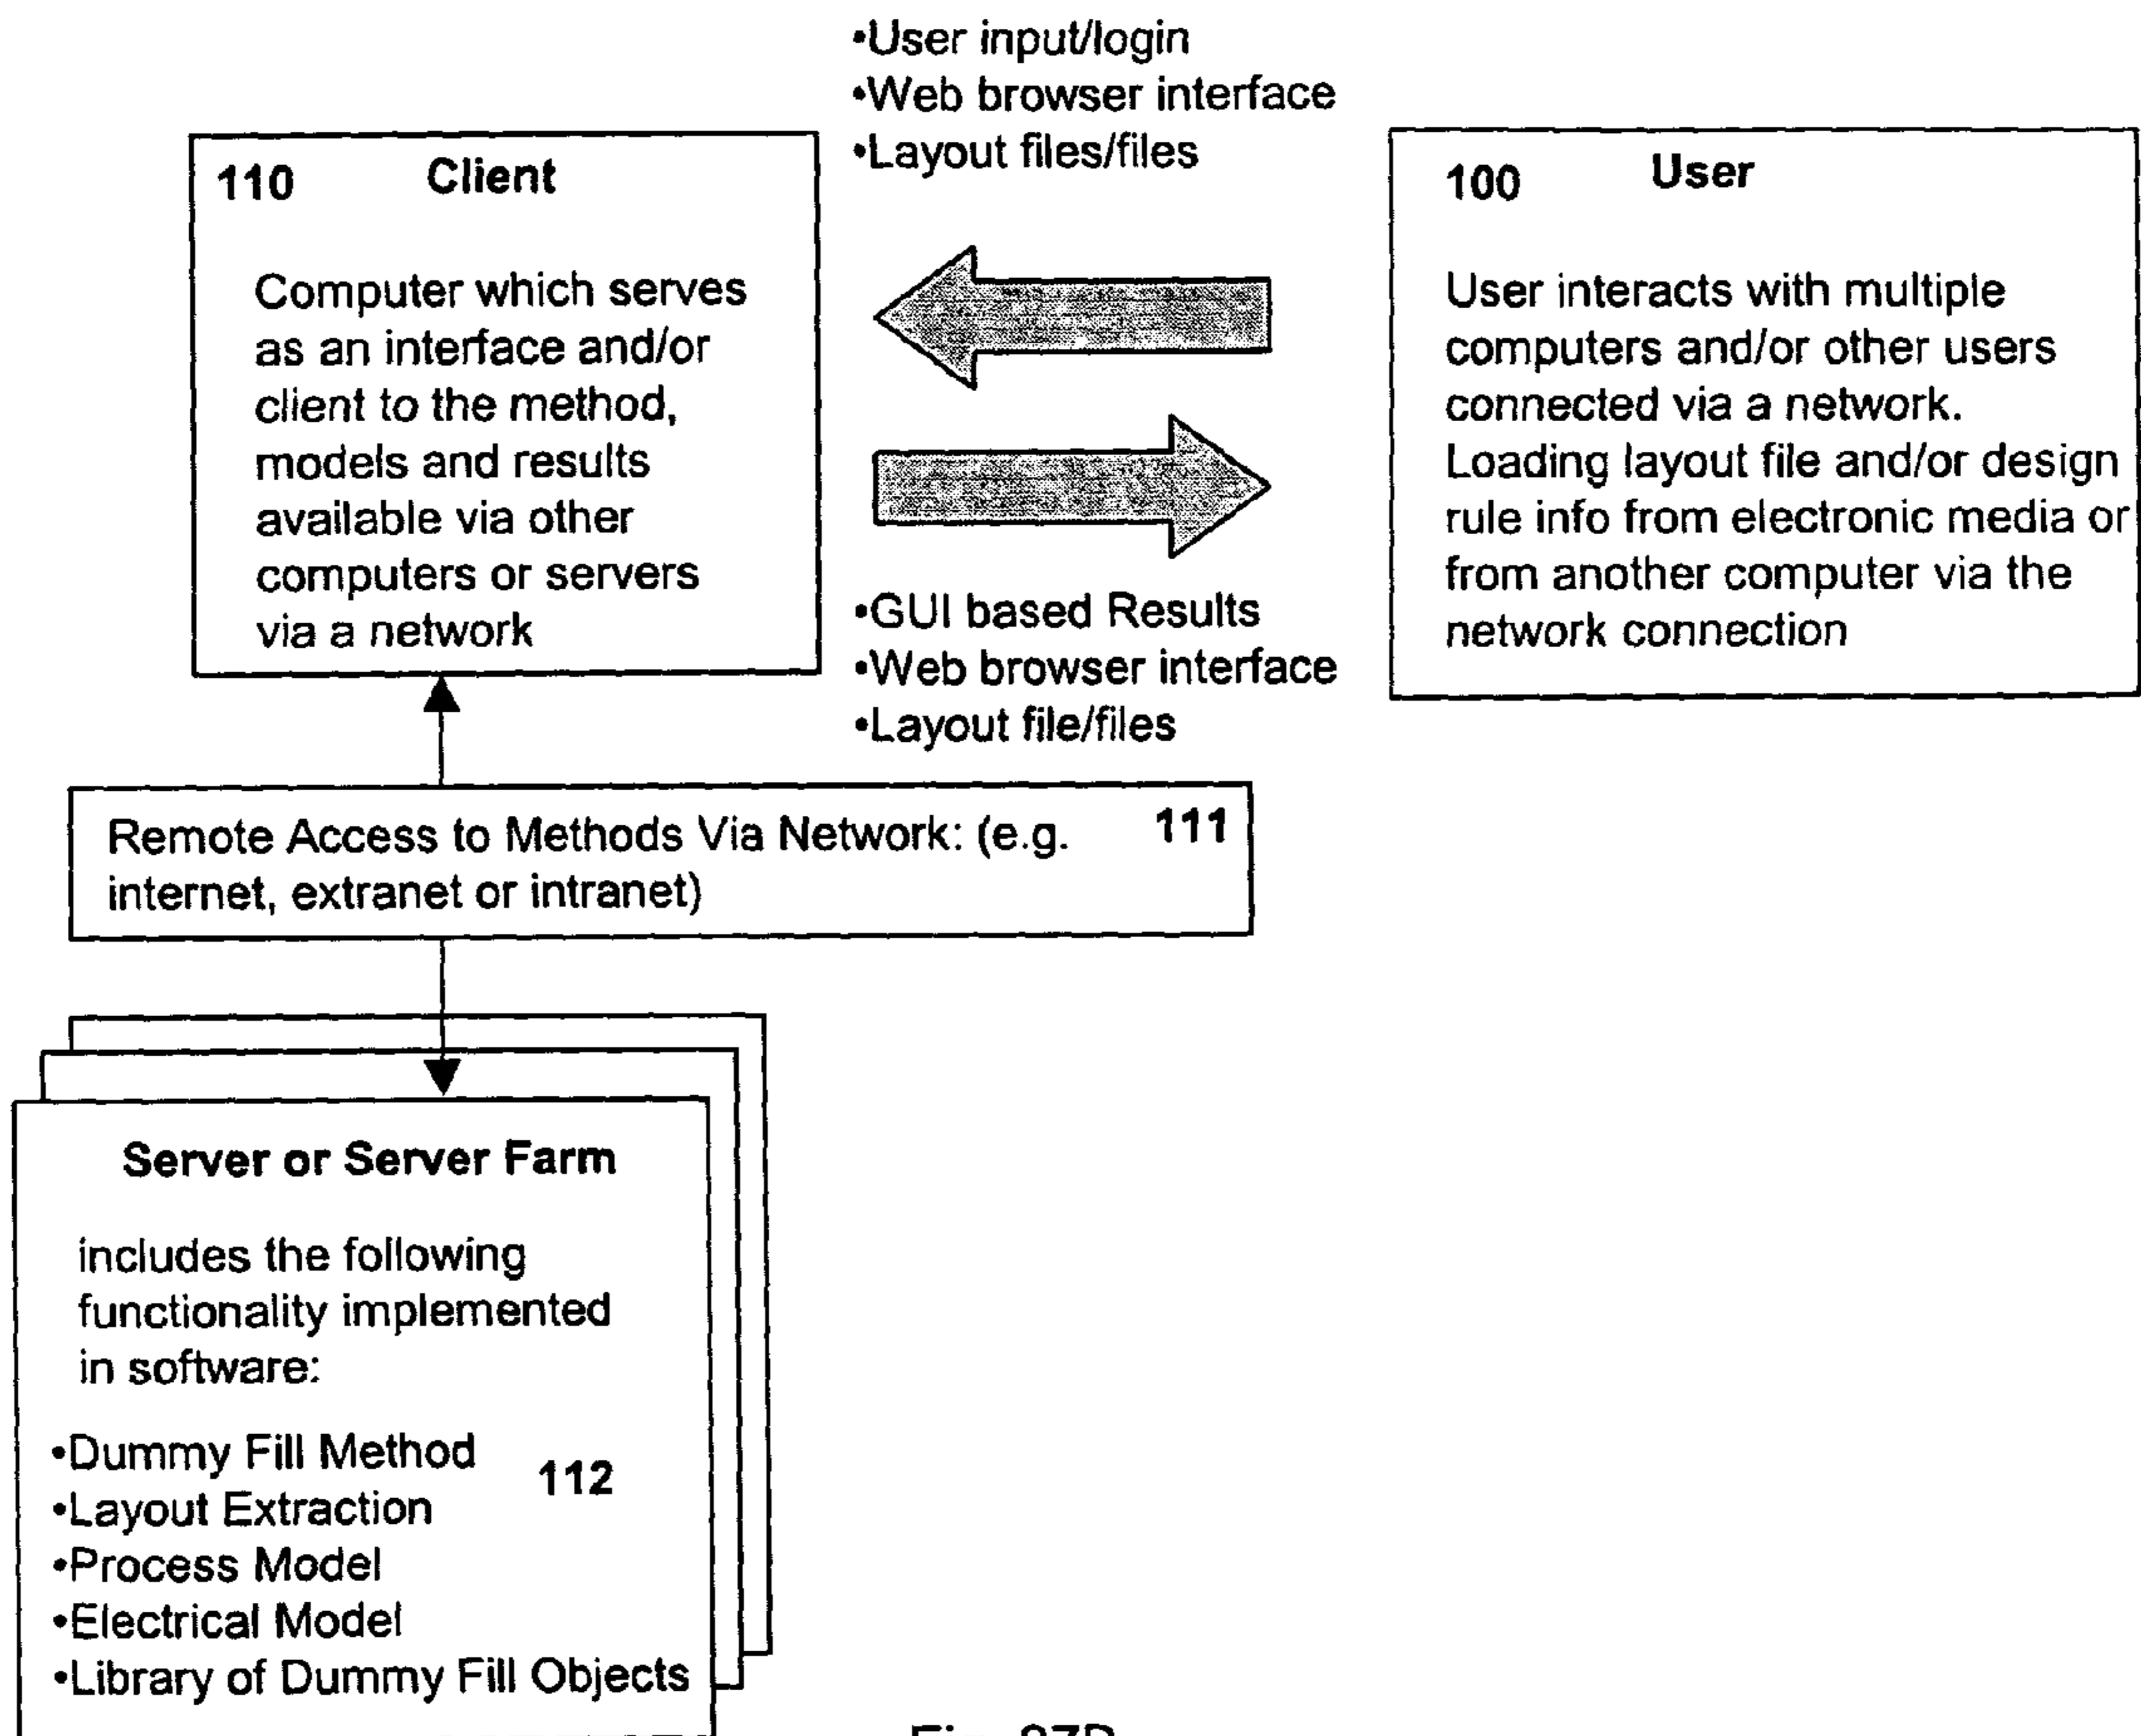 •User input/login
•Web browser interface
•Layout files/files
110 Client
Computer which serves
as an interface and/or
client to the method,
models and results
available via other
computers or servers
via a network
100 User
User interacts with multiple
computers and/or other users
connected via a network.
Loading layout file and/or design
rule info from electronic media or
from another computer via the
network connection
•GUI based Results
•Web browser interface
•Layout file/files
Remote Access to Methods Via Network: (e.g. 111
internet, extranet or intranet)
Server or Server Farm
includes the following
functionality implemented
in software:
•Dummy Fill Method
112
•Layout Extraction
•Process Model
•Electrical Model
•Library of Dummy Fill Objects